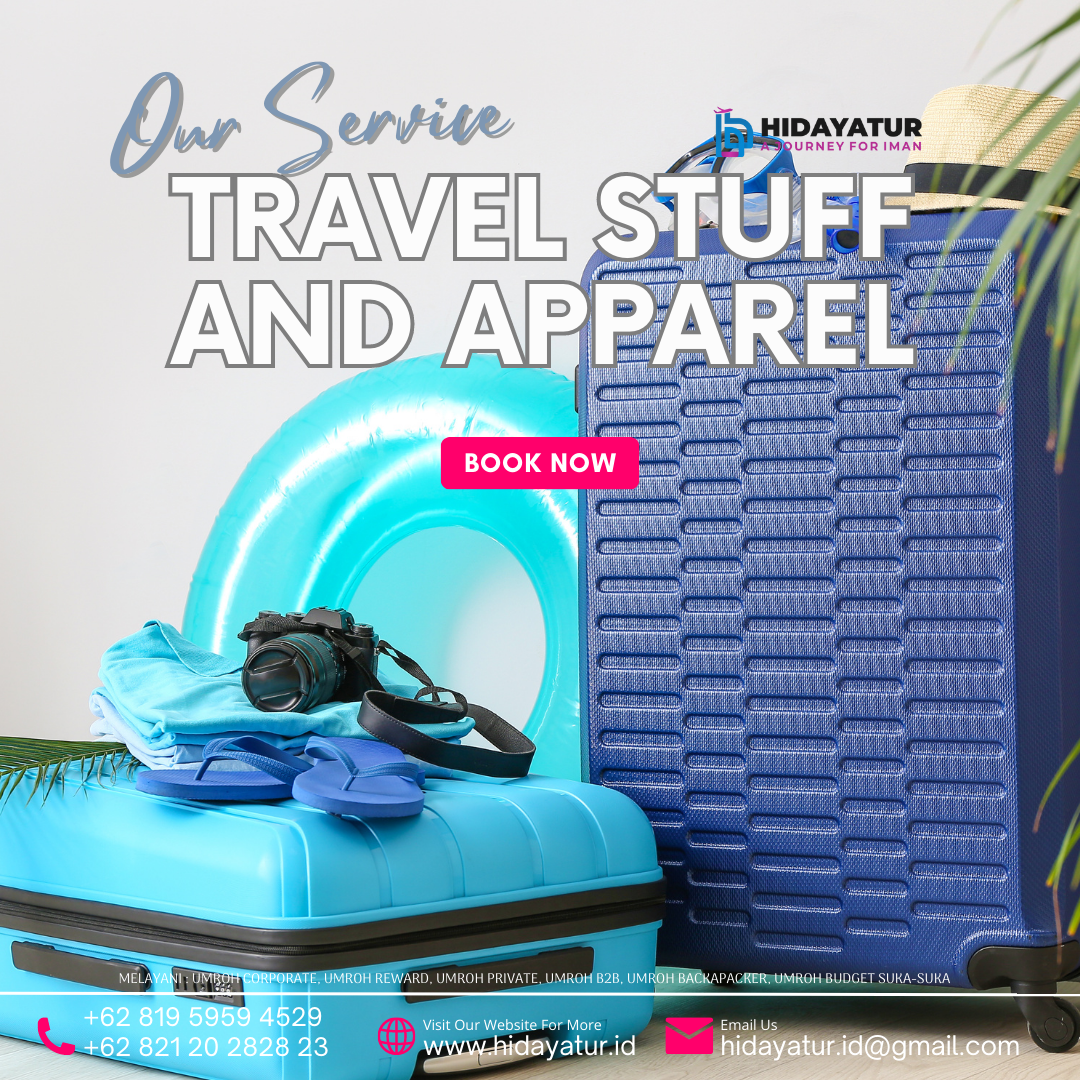 Our Service
HIDAYATUR
A JOURNEY FOR IMAN
TRAVEL STUFF
AND APPAREL
BOOK NOW
MELAYANI : UMROH CORPORATE, UMROH REWARD, UMROH PRIVATE, UMROH B2B, UMROH BACKAPACKER, UMROH BUDGET SUKA-SUKA
+62 819 5959 4529
+62 821 20 2828 23
Visit Our Website For More
www.hidayatur.id
Email Us
hidayatur.id@gmail.com